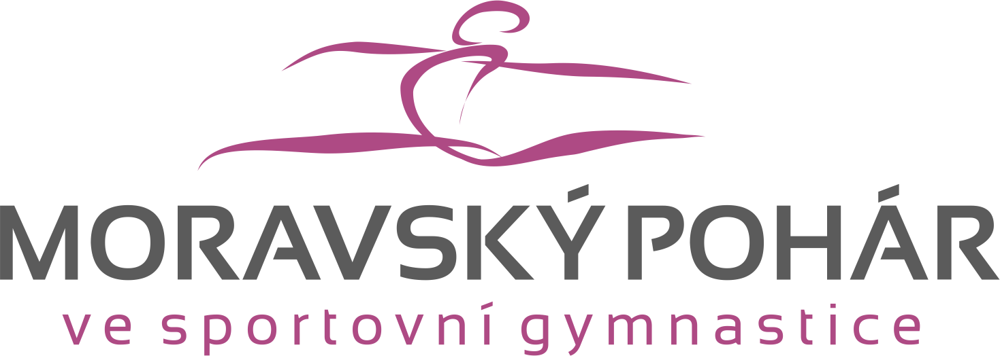 MORAVSKÝ POHÁR
ve sportovní gymnastice